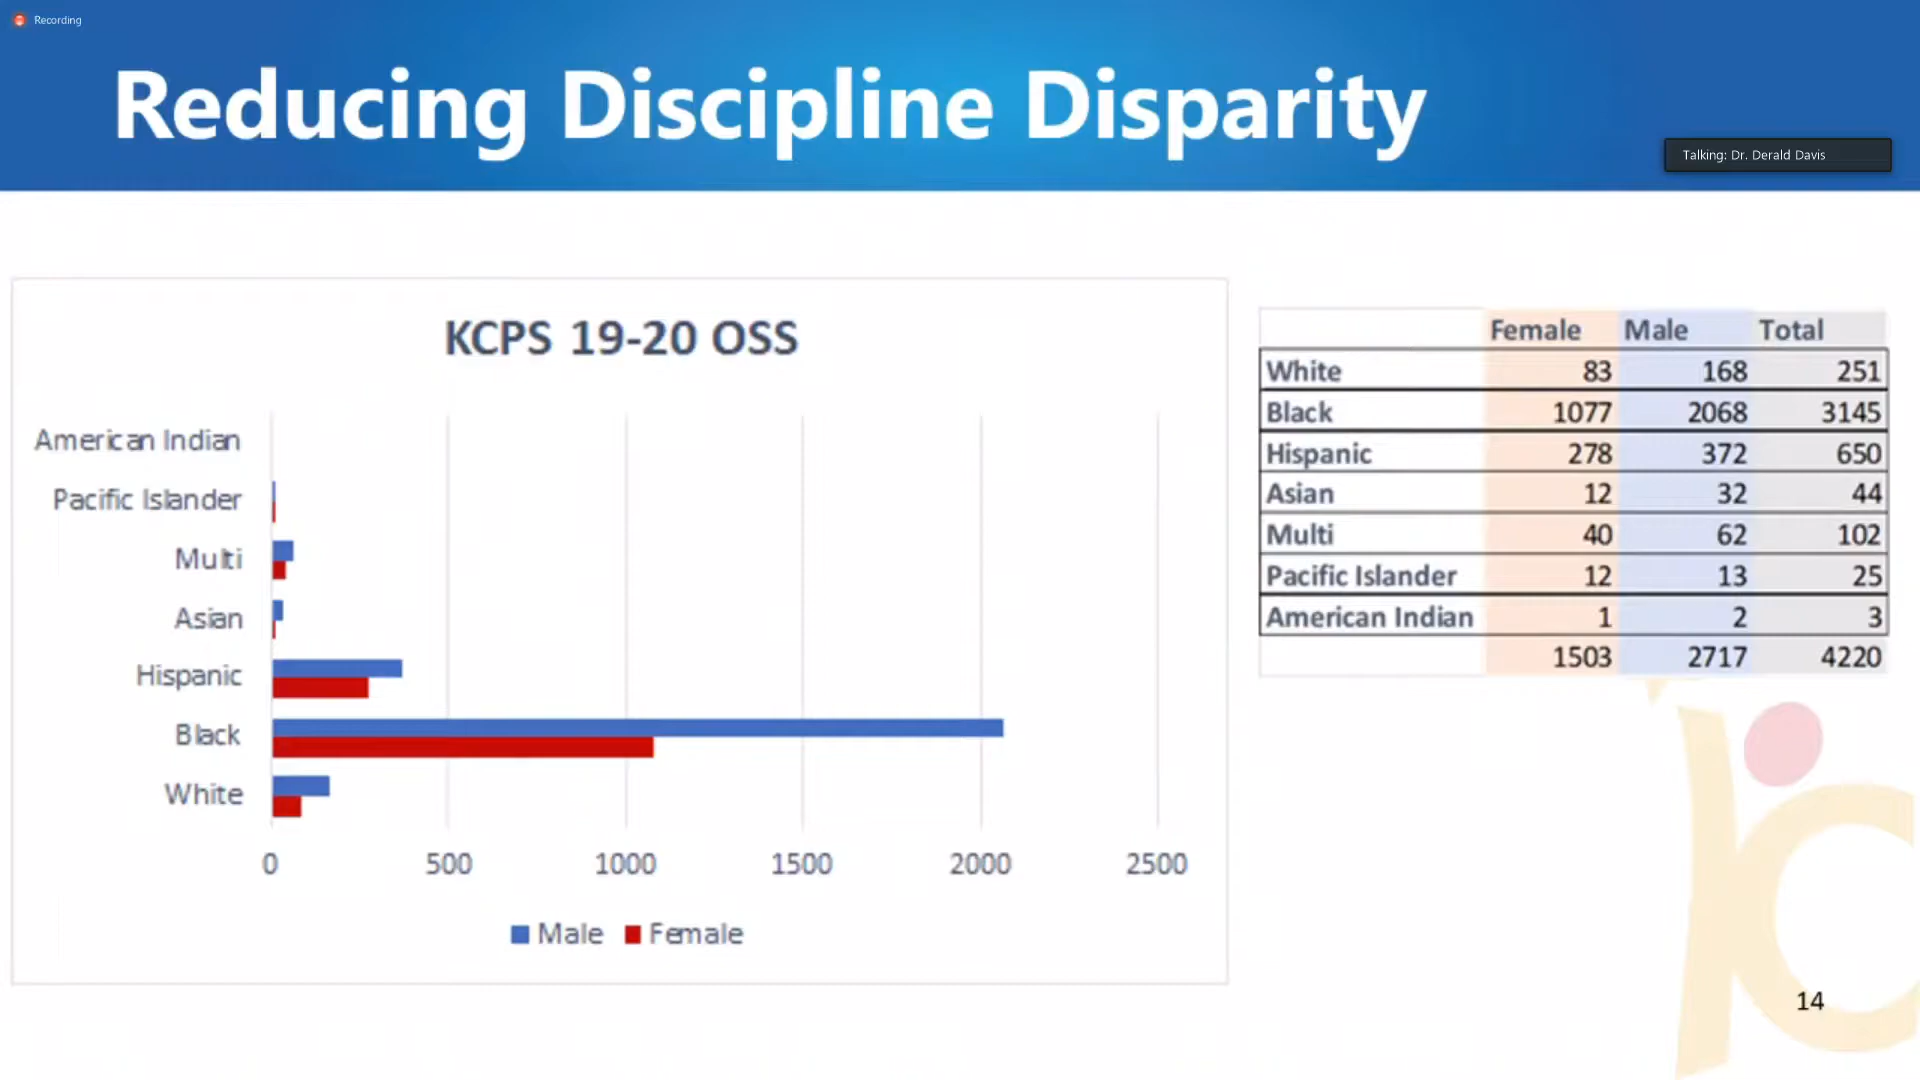 Recording
Reducing Discipline Disparity
Talking: Dr. Derald Davis
KCPS 19-20 OSS
American Indian
Pacific Islander
Multi
Asian
Hispanic
Black
White
0 500 1000 1500 2000 2500
Male Female
Female Male Total
White 83 168 251
Black 1077 2068 3145
Hispanic 278 372 650
Asian 12 32 44
Multi 40 62 102
Pacific Islander 12 13 25
American Indian 1 2 3
1503 2717 4220
14